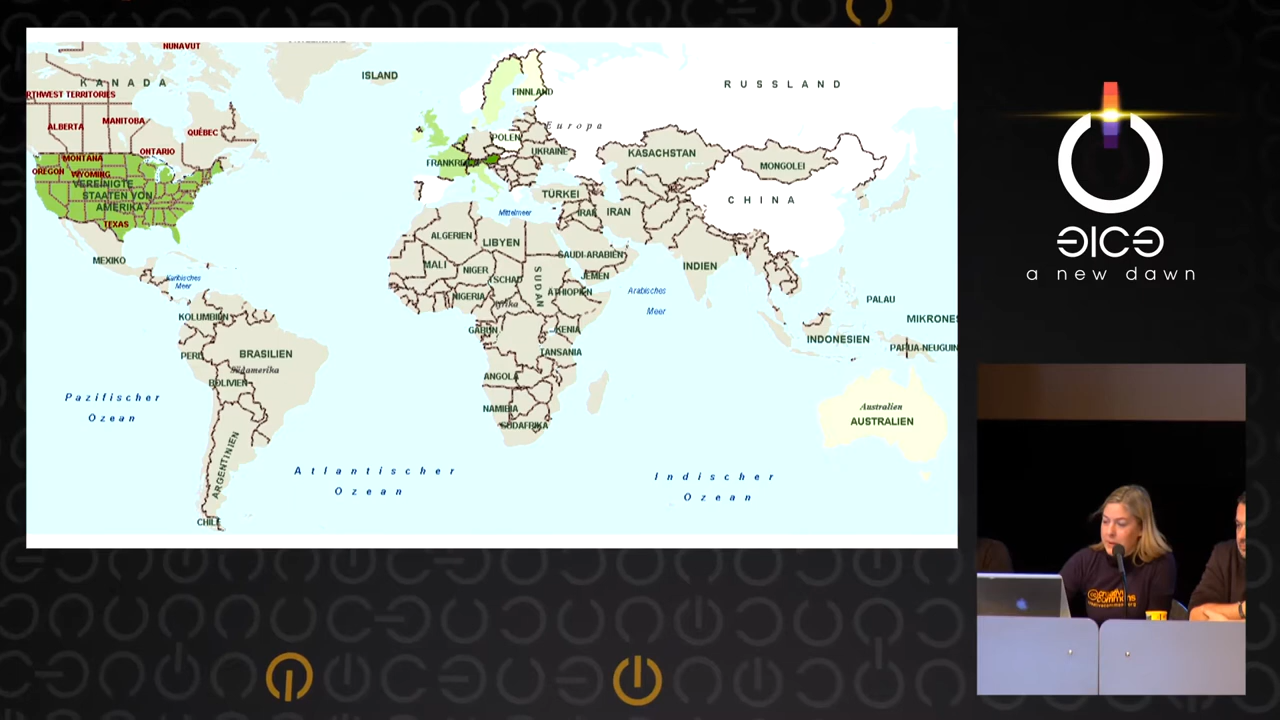 NUNAVUT
KANADA
ISLAND
RUSSLAND
RTHWEST TERRITORIES
FINNLAND
ALBERTA
MANITOBA
QUÉBEC
Europa
POLEN
ONTARIO
UKRAINE
KASACHSTAN
MONTANA
FRANKRE
MONGOLEI
OREGON
WYOMING
VEREINIGTE
STAATEN VON
AMERIKA
TÜRKEI
CHINA
TEXAS
Mittelmeer
IRAK
IRAN
ALGERIEN
LIBYEN
SAUDI-ARABIEN
MEXIKO
MALI
NIGER
TSCHAD
SUDAN
JEMEN
INDIEN
Karibisches
Meer
NIGERIA
Afrika
ÄTHIOPIEN
Arabisches
Meer
PALAU
KOLUMBIEN
MIKRONES
GABUN
KENIA
INDONESIEN
PAPUA-NEUGUIN
PERU
BRASILIEN
TANSANIA
Südamerika
BOLIVIEN
ANGOLA
Pazifischer
Ozean
NAMIBIA
SÜDAFRIKA
Australien
AUSTRALIEN
ARGENTINIEN
Atlantischer
Ozean
Indischer
Ozean
CHILE
a new dawn
creative
commons